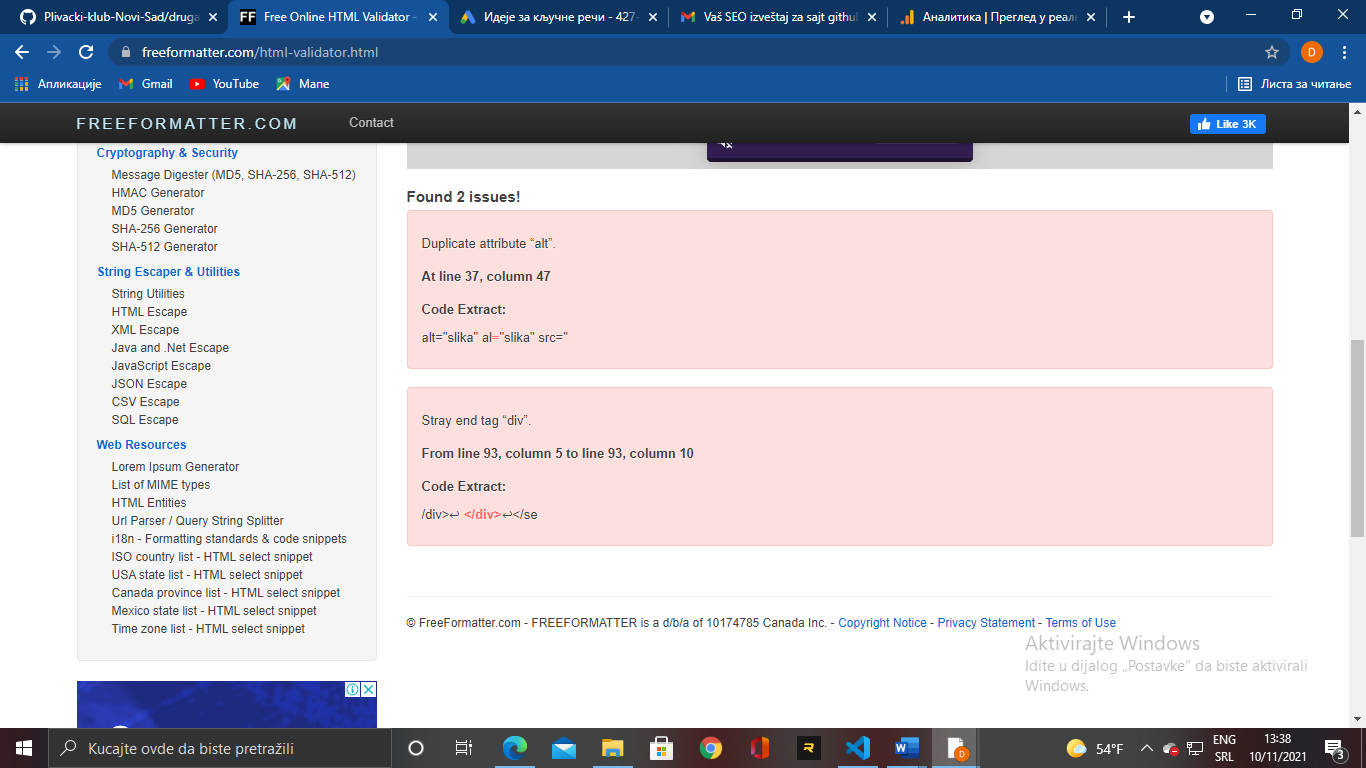 Plivacki-klub-Novi-Sad/druga
Free Online HTML Validator -
Идеје за кључне речи - 427-
Vaš SEO izveštaj za sajt githul
Аналитика | Преглед у реал
freeformatter.com/html-validator.html
D
Апликације
Gmail
YouTube
Мапе
Листа за читање
FREEFORMATTER.COM
Contact
Like 3K
Cryptography & Security
Message Digester (MD5, SHA-256, SHA-512)
HMAC Generator
MD5 Generator
SHA-256 Generator
SHA-512 Generator
String Escaper & Utilities
String Utilities
HTML Escape
XML Escape
Java and .Net Escape
JavaScript Escape
JSON Escape
CSV Escape
SQL Escape
Web Resources
Lorem Ipsum Generator
List of MIME types
HTML Entities
Url Parser / Query String Splitter
i18n - Formatting standards & code snippets
ISO country list - HTML select snippet
USA state list - HTML select snippet
Canada province list - HTML select snippet
Mexico state list - HTML select snippet
Time zone list - HTML select snippet
Found 2 issues!
Duplicate attribute “alt”.
At line 37, column 47
Code Extract:
alt="slika" al="slika" src="
Stray end tag “div”.
From line 93, column 5 to line 93, column 10
Code Extract:
/div>↩ </div>↩</se
© FreeFormatter.com - FREEFORMATTER is a d/b/a of 10174785 Canada Inc. - Copyright Notice - Privacy Statement - Terms of Use
Aktivirajte Windows
Idite u dijalog „Postavke“ da biste aktivirali
Windows.
Kucajte ovde da biste pretražili
54°F
ENG
SRL
13:38
10/11/2021
3